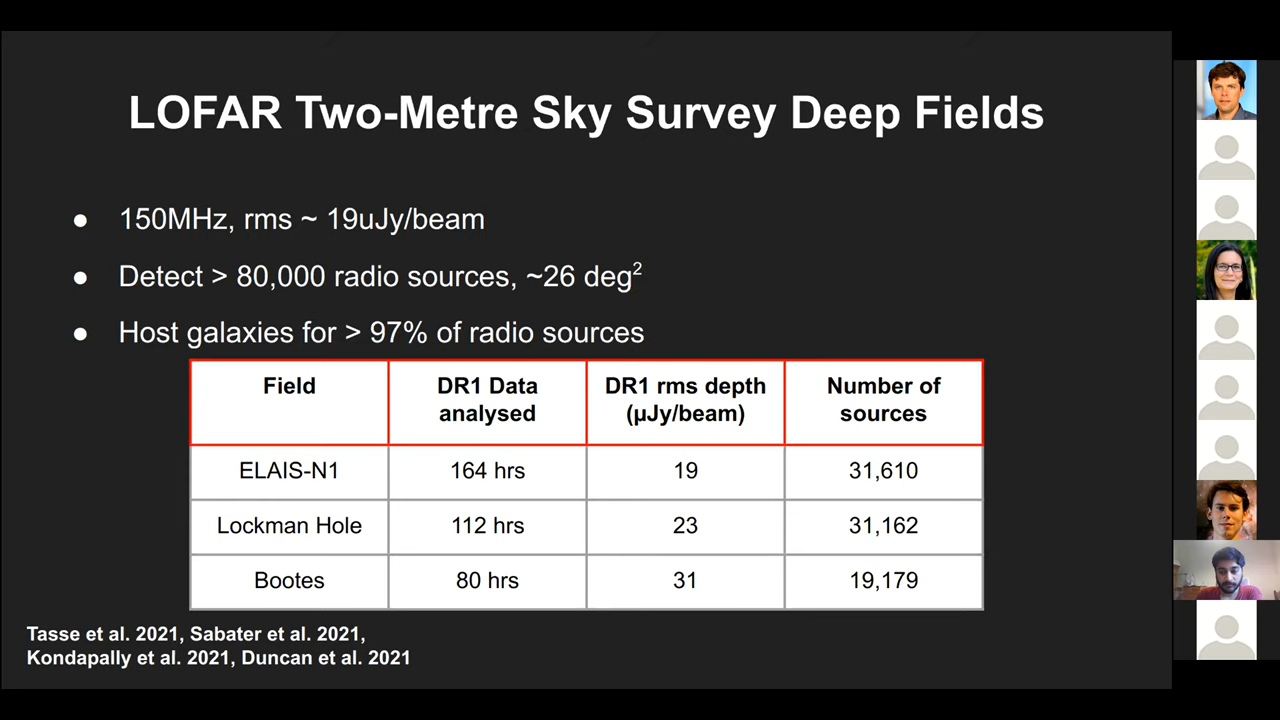 LOFAR Two-Metre Sky Survey Deep Fields
● 150MHz, rms ~ 19uJy/beam
● Detect > 80,000 radio sources, ~26 deg²
● Host galaxies for > 97% of radio sources
Field DR1 Data analysed DR1 rms depth (µJy/beam) Number of sources
ELAIS-N1 164 hrs 19 31,610
Lockman Hole 112 hrs 23 31,162
Bootes 80 hrs 31 19,179
Tasse et al. 2021, Sabater et al. 2021,
Kondapally et al. 2021, Duncan et al. 2021